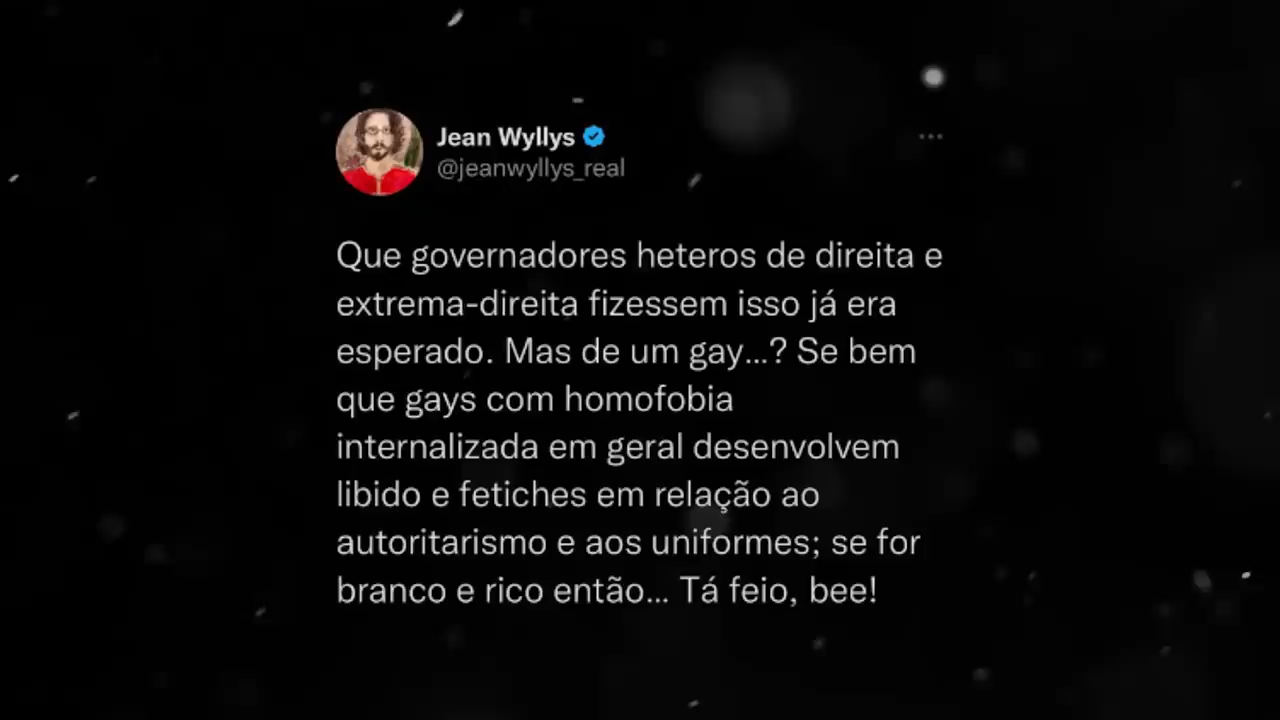 Jean Wyllys
@jeanwyllys_real
Que governadores heteros de direita e
extrema-direita fizessem isso já era
esperado. Mas de um gay...? Se bem
que gays com homofobia
internalizada em geral desenvolvem
libido e fetiches em relação ao
autoritarismo e aos uniformes; se for
branco e rico então... Tá feio, bee!